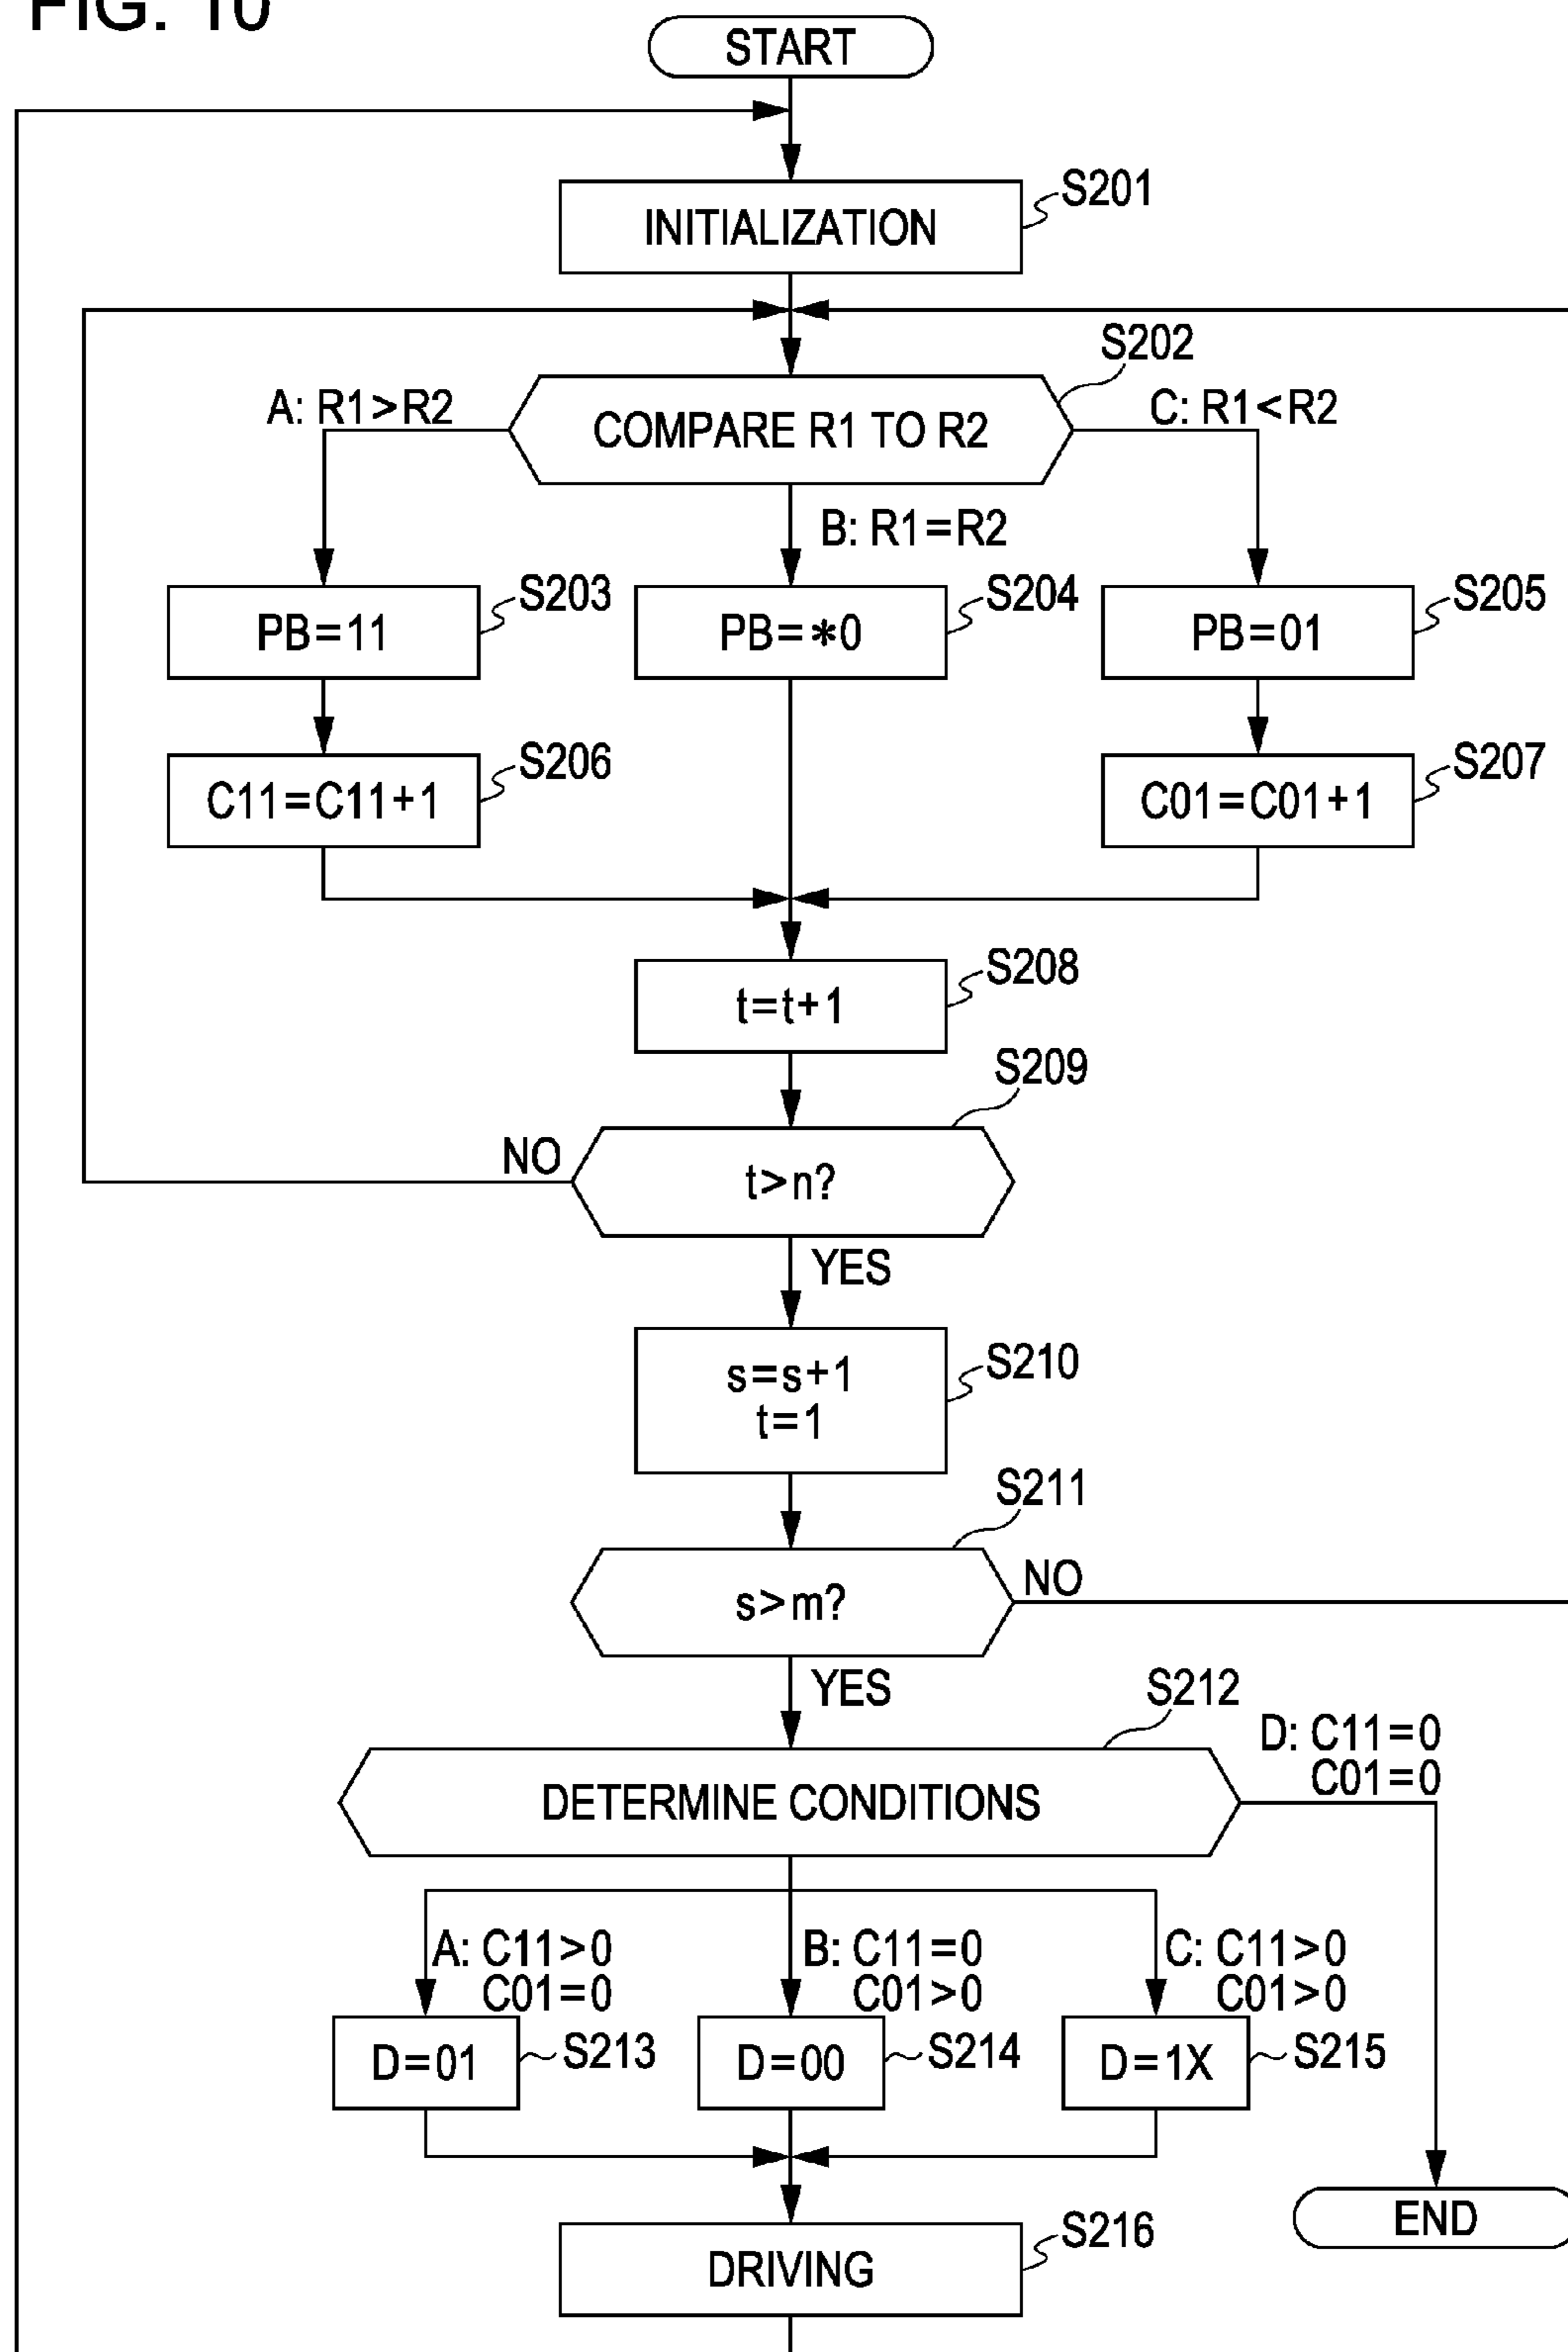 FIG. 10
START
INITIALIZATION
S201
S202
A: R1>R2
COMPARE R1 TO R2
C: R1<R2
B: R1=R2
PB=11
S203
PB=*0
S204
PB=01
S205
C11=C11+1
S206
C01=C01+1
S207
t=t+1
S208
S209
NO
t>n?
YES
s=s+1
t=1
S210
S211
s>m?
NO
YES
S212
DETERMINE CONDITIONS
D: C11=0
C01=0
A: C11>0
C01=0
B: C11=0
C01>0
C: C11>0
C01>0
D=01
S213
D=00
S214
D=1X
S215
END
DRIVING
S216